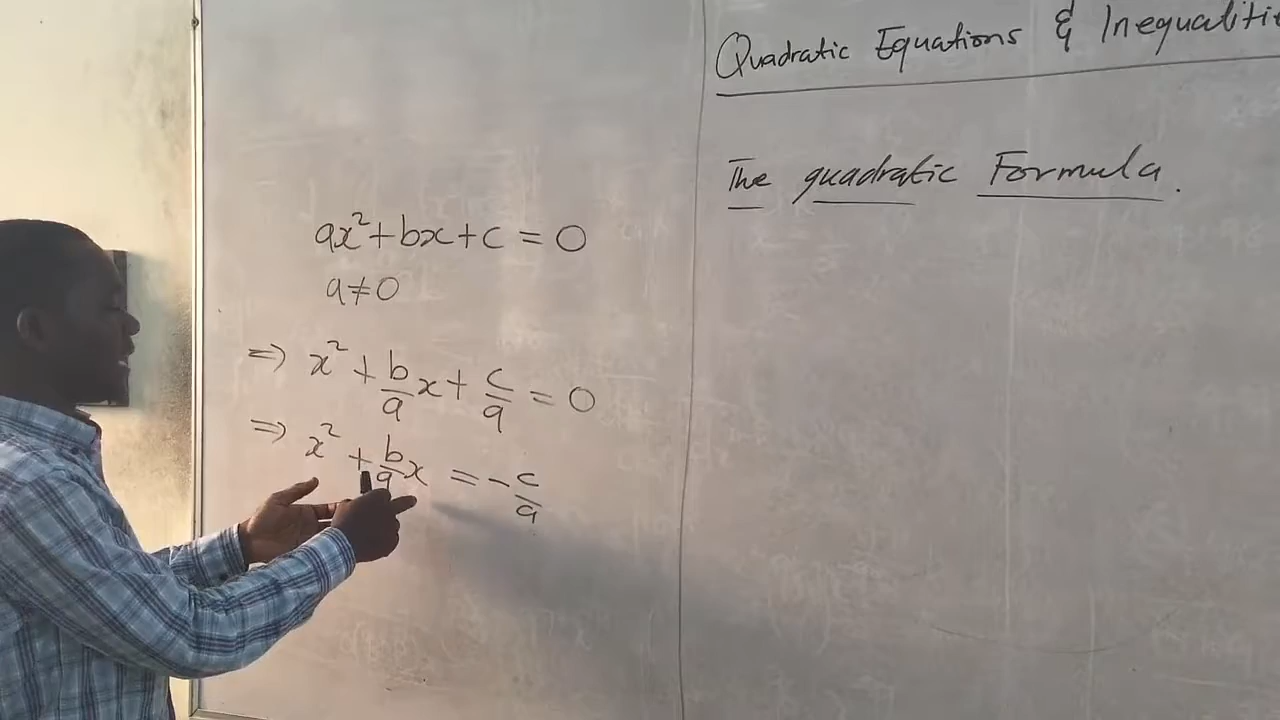 Quadratic Equations & Inequaliti
The quadratic Formula.
ax²+bx+c = 0
a≠0
⇒ x² + b/a x + c/a = 0
⇒ x² + b/a x = - c/a